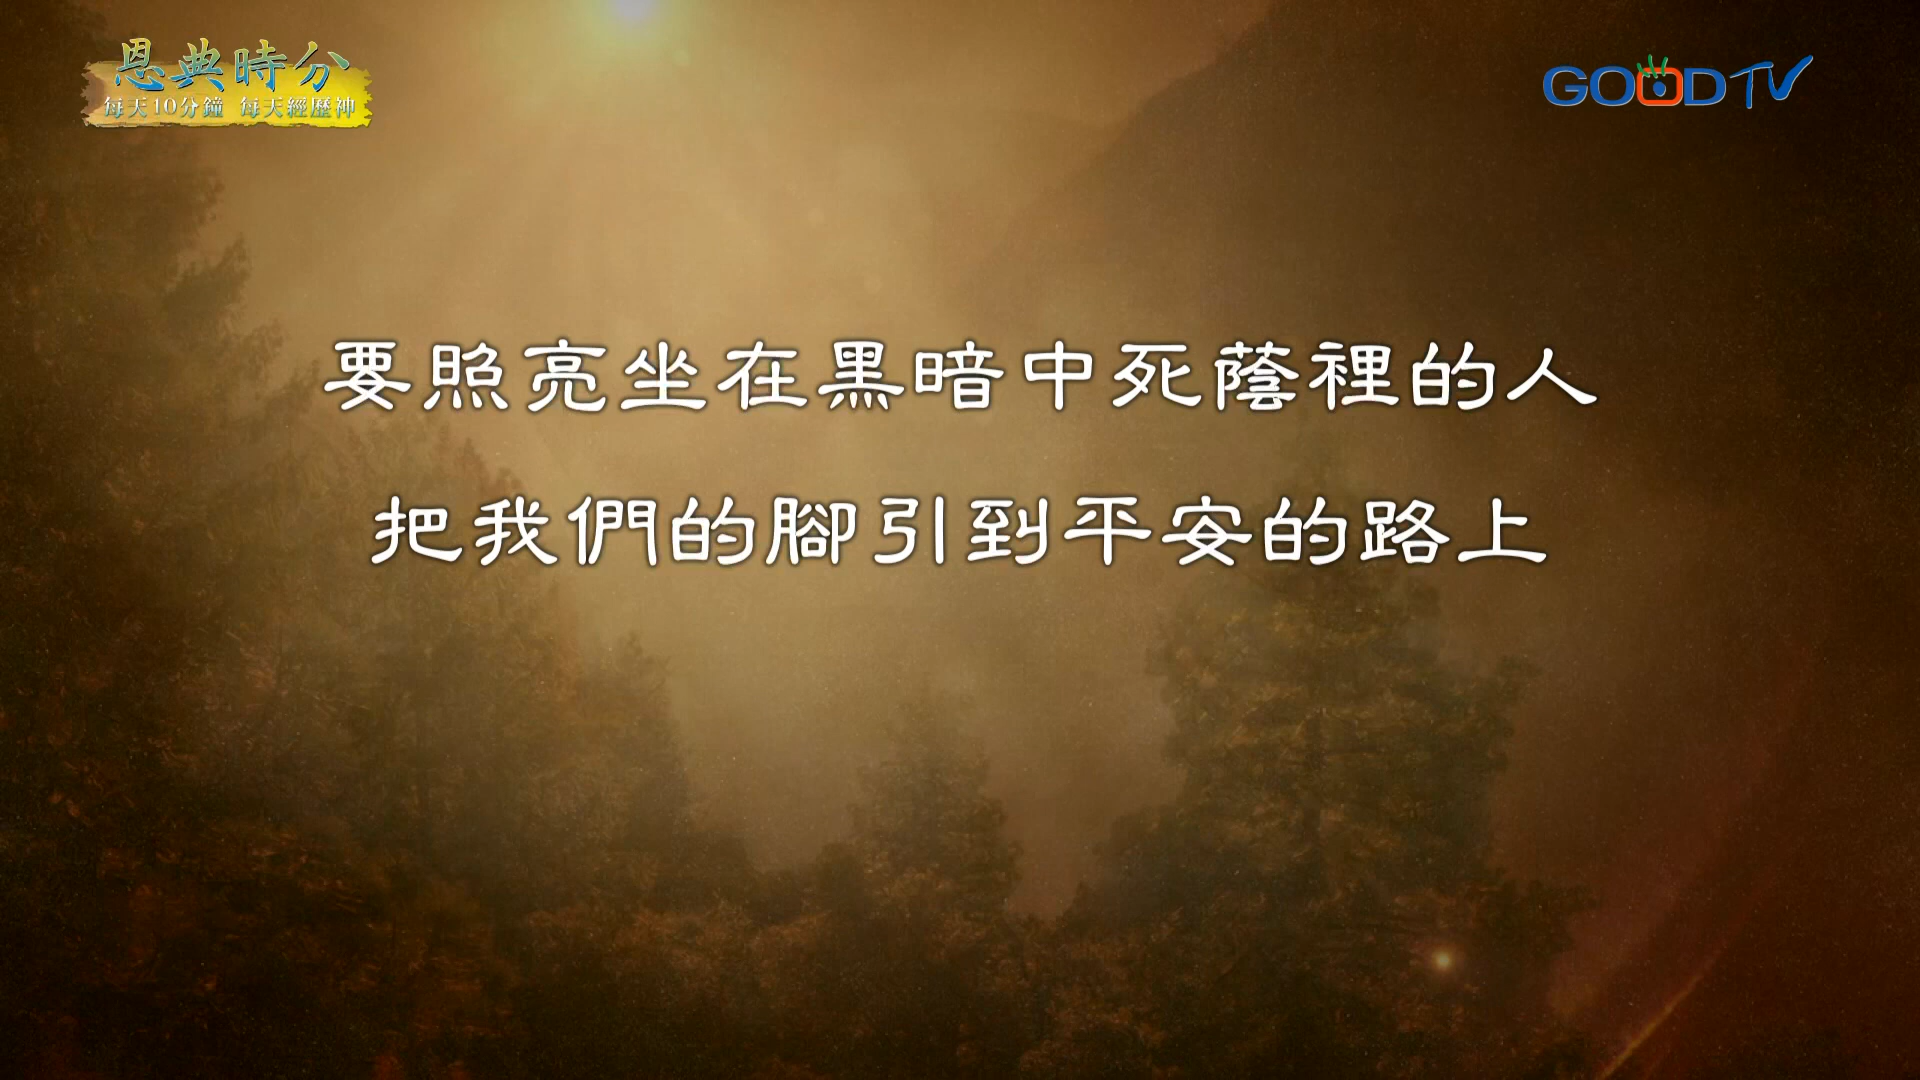 恩典時分
每天10分鐘 每天經歷神
GOODTV
要照亮坐在黑暗中死蔭裡的人
把我們的腳引到平安的路上